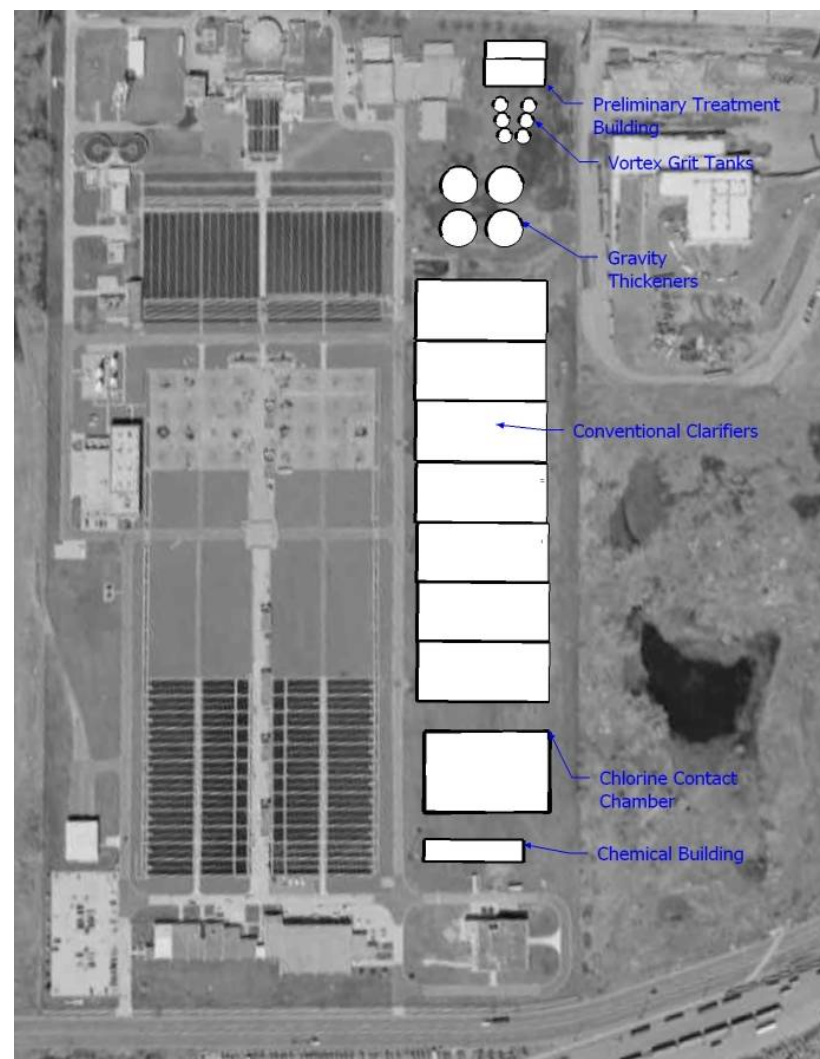 Preliminary Treatment
Building
Vortex Grit Tanks
Gravity
Thickeners
Conventional Clarifiers
Chlorine Contact
Chamber
Chemical Building